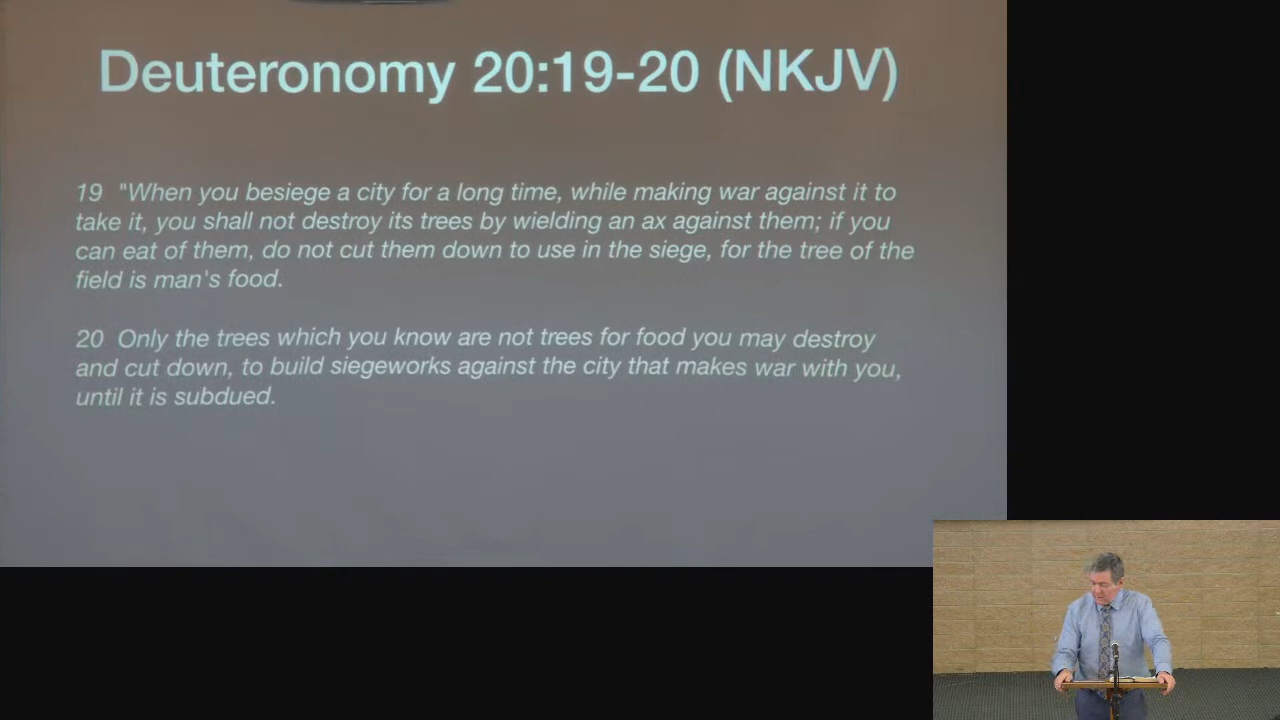 Deuteronomy 20:19-20 (NKJV)
19 "When you besiege a city for a long time, while making war against it to
take it, you shall not destroy its trees by wielding an ax against them; if you
can eat of them, do not cut them down to use in the siege, for the tree of the
field is man's food.
20 Only the trees which you know are not trees for food you may destroy
and cut down, to build siegeworks against the city that makes war with you,
until it is subdued.